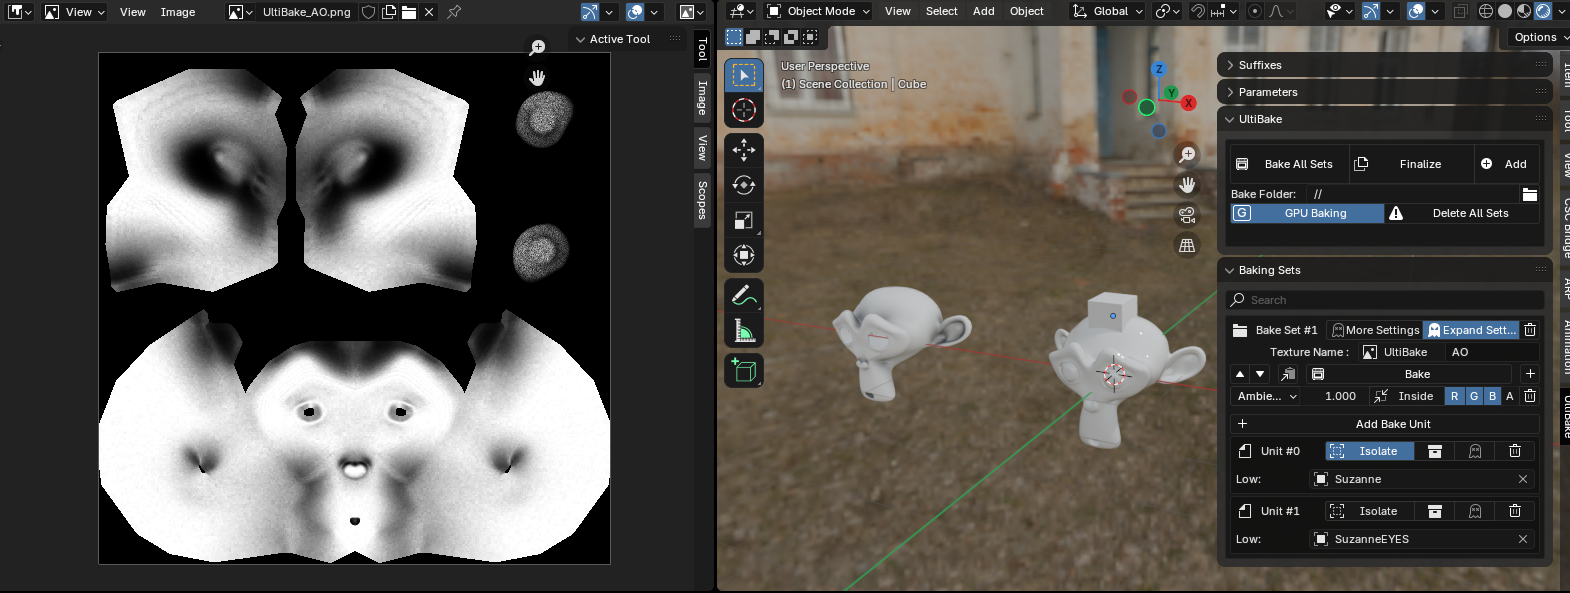 View View Image UltiBake_AO.png
Active Tool
Tool
Image
View
Scopes
Object Mode View Select Add Object Global
Options
User Perspective
(1) Scene Collection | Cube
Z
Y
X
Suffixes
Parameters
UltiBake
Bake All Sets Finalize Add
Bake Folder: //
G GPU Baking Delete All Sets
Baking Sets
Search
Bake Set #1 More Settings Expand Sett...
Texture Name : UltiBake AO
Bake
Ambie... 1.000 Inside R G B A
Add Bake Unit
Unit #0 Isolate
Low: Suzanne
Unit #1 Isolate
Low: SuzanneEYES
Item
Tool
View
CSC Bridge
ARP
Animation
UltiBake